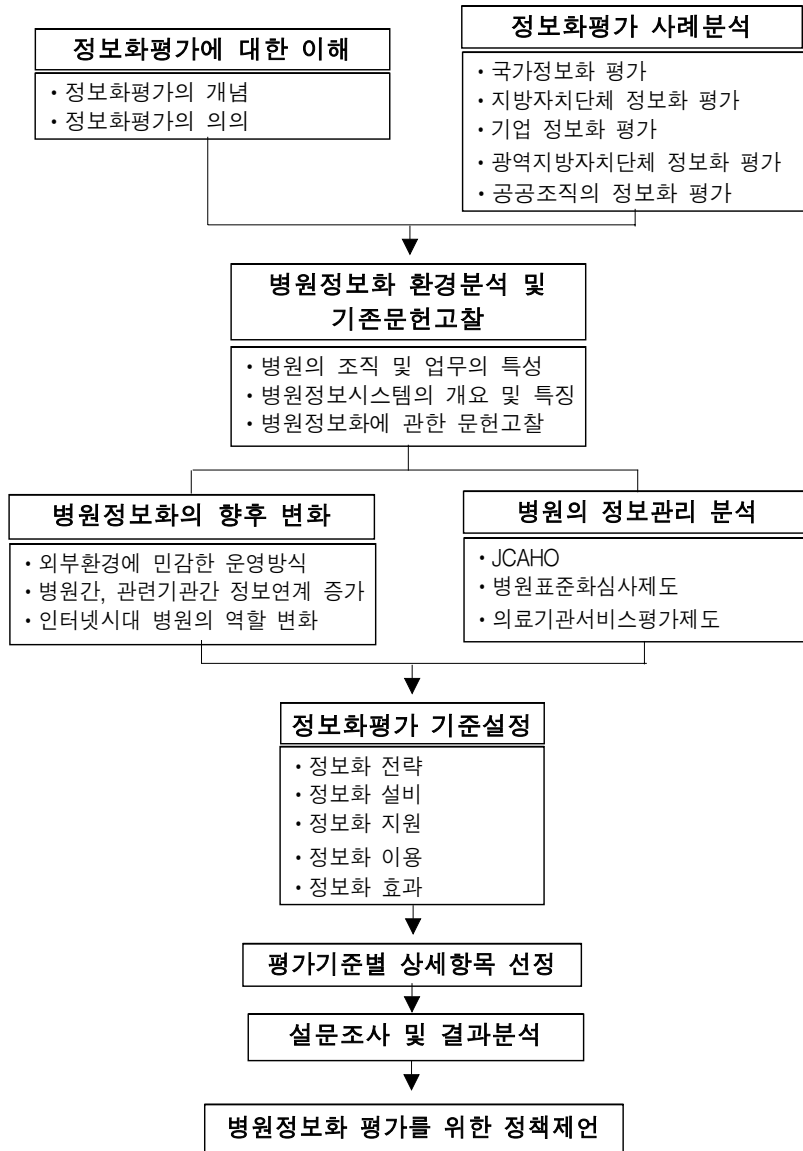 정보화평가에 대한 이해
・정보화평가의 개념
・정보화평가의 의의
정보화평가 사례분석
・국가정보화 평가
・지방자치단체 정보화 평가
・기업 정보화 평가
・광역지방자치단체 정보화 평가
・공공조직의 정보화 평가
병원정보화 환경분석 및
기존문헌고찰
・병원의 조직 및 업무의 특성
・병원정보시스템의 개요 및 특징
・병원정보화에 관한 문헌고찰
병원정보화의 향후 변화
・외부환경에 민감한 운영방식
・병원간, 관련기관간 정보연계 증가
・인터넷시대 병원의 역할 변화
병원의 정보관리 분석
・JCAHO
・병원표준화심사제도
・의료기관서비스평가제도
정보화평가 기준설정
・정보화 전략
・정보화 설비
・정보화 지원
・정보화 이용
・정보화 효과
평가기준별 상세항목 선정
설문조사 및 결과분석
병원정보화 평가를 위한 정책제언